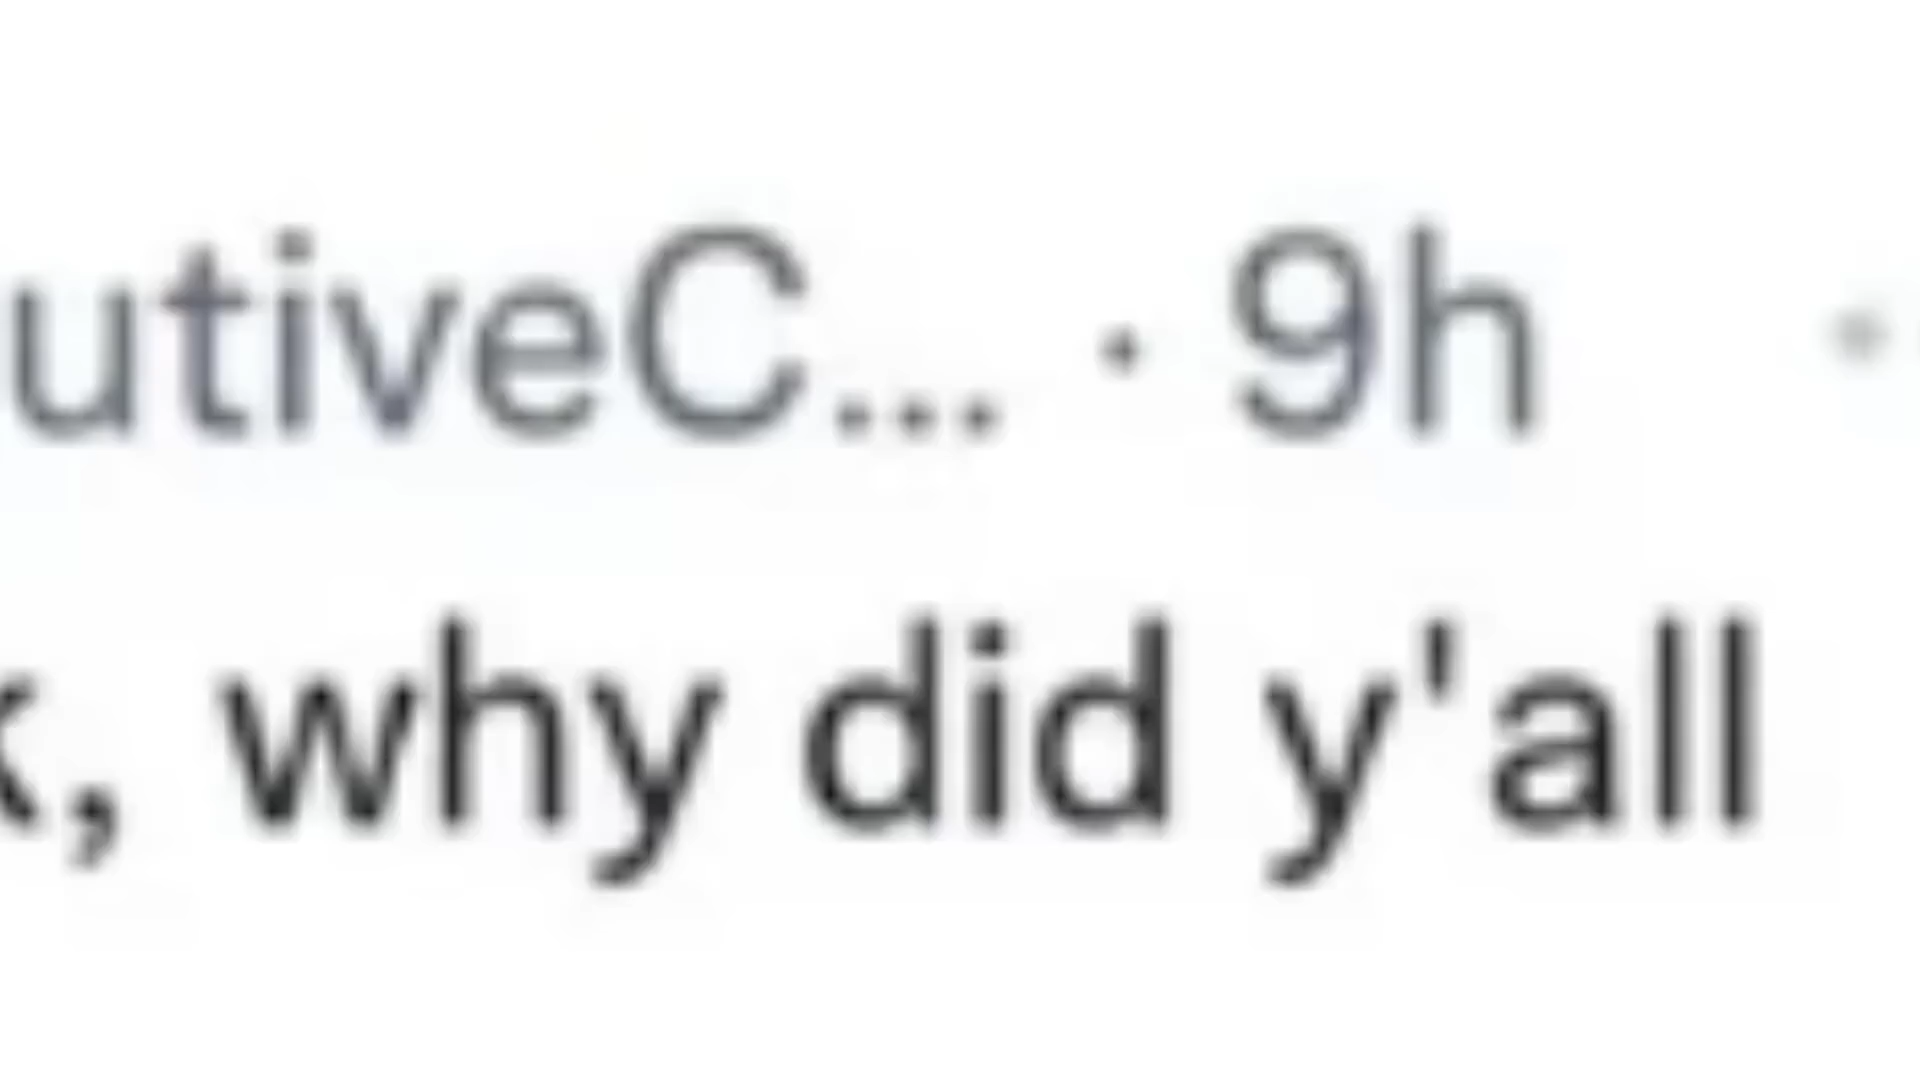 utiveC... · 9h
, why did y'all